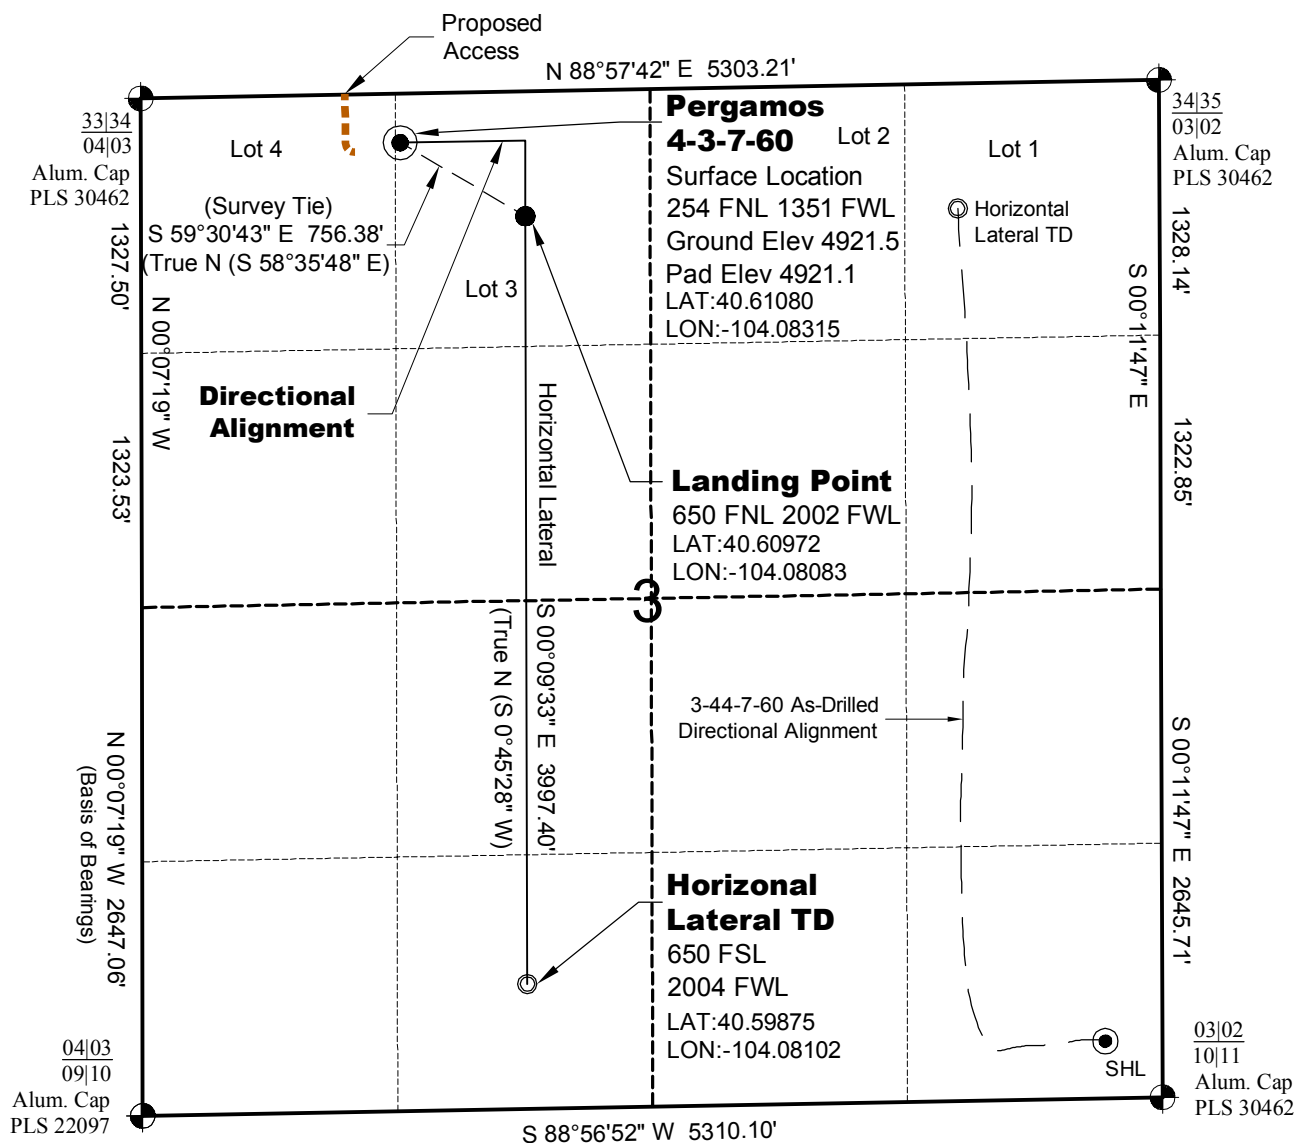 Proposed
Access
N 88°57'42" E 5303.21'
33|34
04|03
Alum. Cap
PLS 30462
34|35
03|02
Alum. Cap
PLS 30462
Lot 4
Pergamos
4-3-7-60
Surface Location
254 FNL 1351 FWL
Ground Elev 4921.5
Pad Elev 4921.1
LAT:40.61080
LON:-104.08315
Lot 2
Lot 1
(Survey Tie)
S 59°30'43" E 756.38'
(True N (S 58°35'48" E)
Horizontal
Lateral TD
Lot 3
1327.50'
N 00°07'19" W
1323.53'
1328.14'
S 00°11'47" E
1322.85'
Directional
Alignment
Horizontal Lateral S 00°09'33" E 3997.40'
(True N (S 0°45'28" W)
Landing Point
650 FNL 2002 FWL
LAT:40.60972
LON:-104.08083
3
3-44-7-60 As-Drilled
Directional Alignment
N 00°07'19" W 2647.06'
(Basis of Bearings)
S 00°11'47" E 2645.71'
Horizonal
Lateral TD
650 FSL
2004 FWL
LAT:40.59875
LON:-104.08102
SHL
04|03
09|10
Alum. Cap
PLS 22097
03|02
10|11
Alum. Cap
PLS 30462
S 88°56'52" W 5310.10'